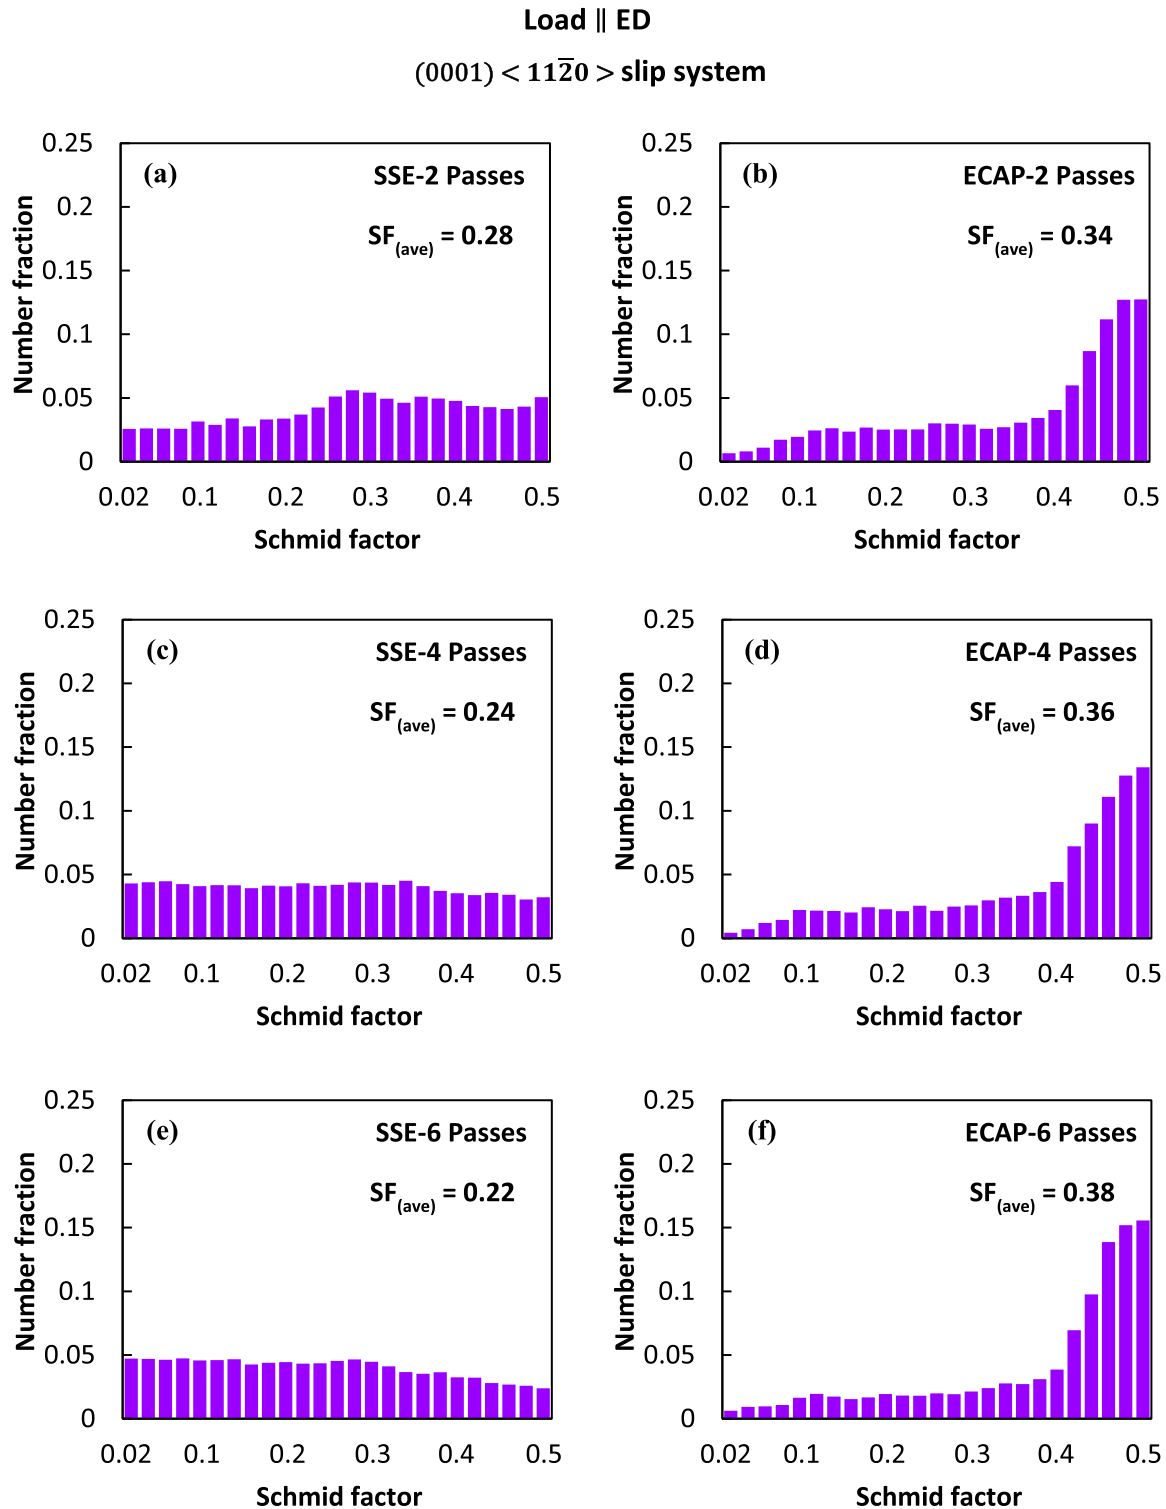 Load ∥ ED
(0001) < 112̅0 > slip system
(a) SSE-2 Passes
SF(ave) = 0.28
Number fraction
0.25
0.2
0.15
0.1
0.05
0
0.02 0.1 0.2 0.3 0.4 0.5
Schmid factor
(b) ECAP-2 Passes
SF(ave) = 0.34
Number fraction
0.25
0.2
0.15
0.1
0.05
0
0.02 0.1 0.2 0.3 0.4 0.5
Schmid factor
(c) SSE-4 Passes
SF(ave) = 0.24
Number fraction
0.25
0.2
0.15
0.1
0.05
0
0.02 0.1 0.2 0.3 0.4 0.5
Schmid factor
(d) ECAP-4 Passes
SF(ave) = 0.36
Number fraction
0.25
0.2
0.15
0.1
0.05
0
0.02 0.1 0.2 0.3 0.4 0.5
Schmid factor
(e) SSE-6 Passes
SF(ave) = 0.22
Number fraction
0.25
0.2
0.15
0.1
0.05
0
0.02 0.1 0.2 0.3 0.4 0.5
Schmid factor
(f) ECAP-6 Passes
SF(ave) = 0.38
Number fraction
0.25
0.2
0.15
0.1
0.05
0
0.02 0.1 0.2 0.3 0.4 0.5
Schmid factor